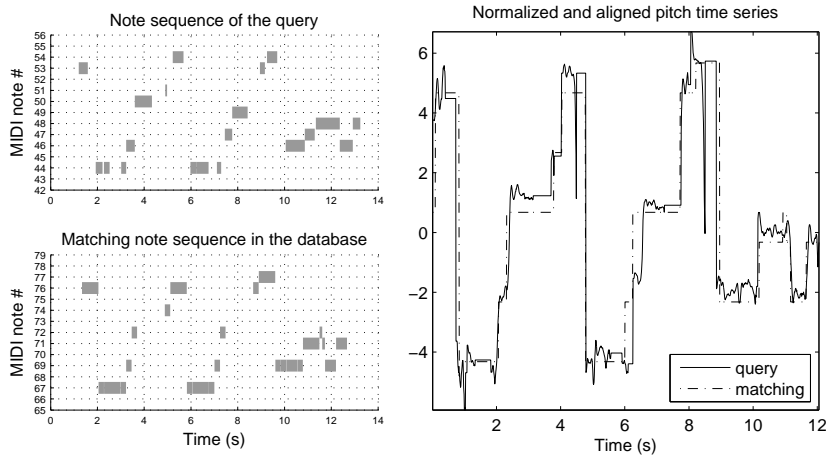 Note sequence of the query
MIDI note #
56
55
54
53
51
50
49
48
47
46
44
43
42
0 2 4 6 8 10 12 14
Matching note sequence in the database
MIDI note #
79
78
77
76
74
73
72
71
70
69
67
66
65
0 2 4 6 8 10 12 14
Time (s)
Normalized and aligned pitch time series
6
4
2
0
−2
−4
query
matching
2 4 6 8 10 12
Time (s)